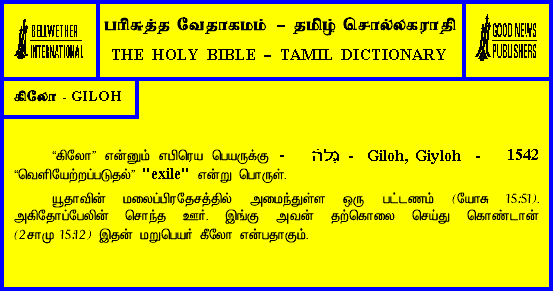 BELLWETHER
INTERNATIONAL
பரிசுத்த வேதாகமம் – தமிழ் சொல்லகராதி
THE HOLY BIBLE – TAMIL DICTIONARY
GOOD NEWS
PUBLISHERS
கிலோ - GILOH
“கிலோ” என்னும் எபிரெய பெயருக்கு - גִּלֹה - Giloh, Giyloh - 1542
“வெளியேற்றப்படுதல்” "exile" என்று பொருள்.
யூதாவின் மலைப்பிரதேசத்தில் அமைந்துள்ள ஒரு பட்டணம் (யோசு 15:51).
அகிதோப்பேலின் சொந்த ஊர். இங்கு அவன் தற்கொலை செய்து கொண்டான்
(2சாமு 15:12) இதன் மறுபெயர் கீலோ என்பதாகும்.